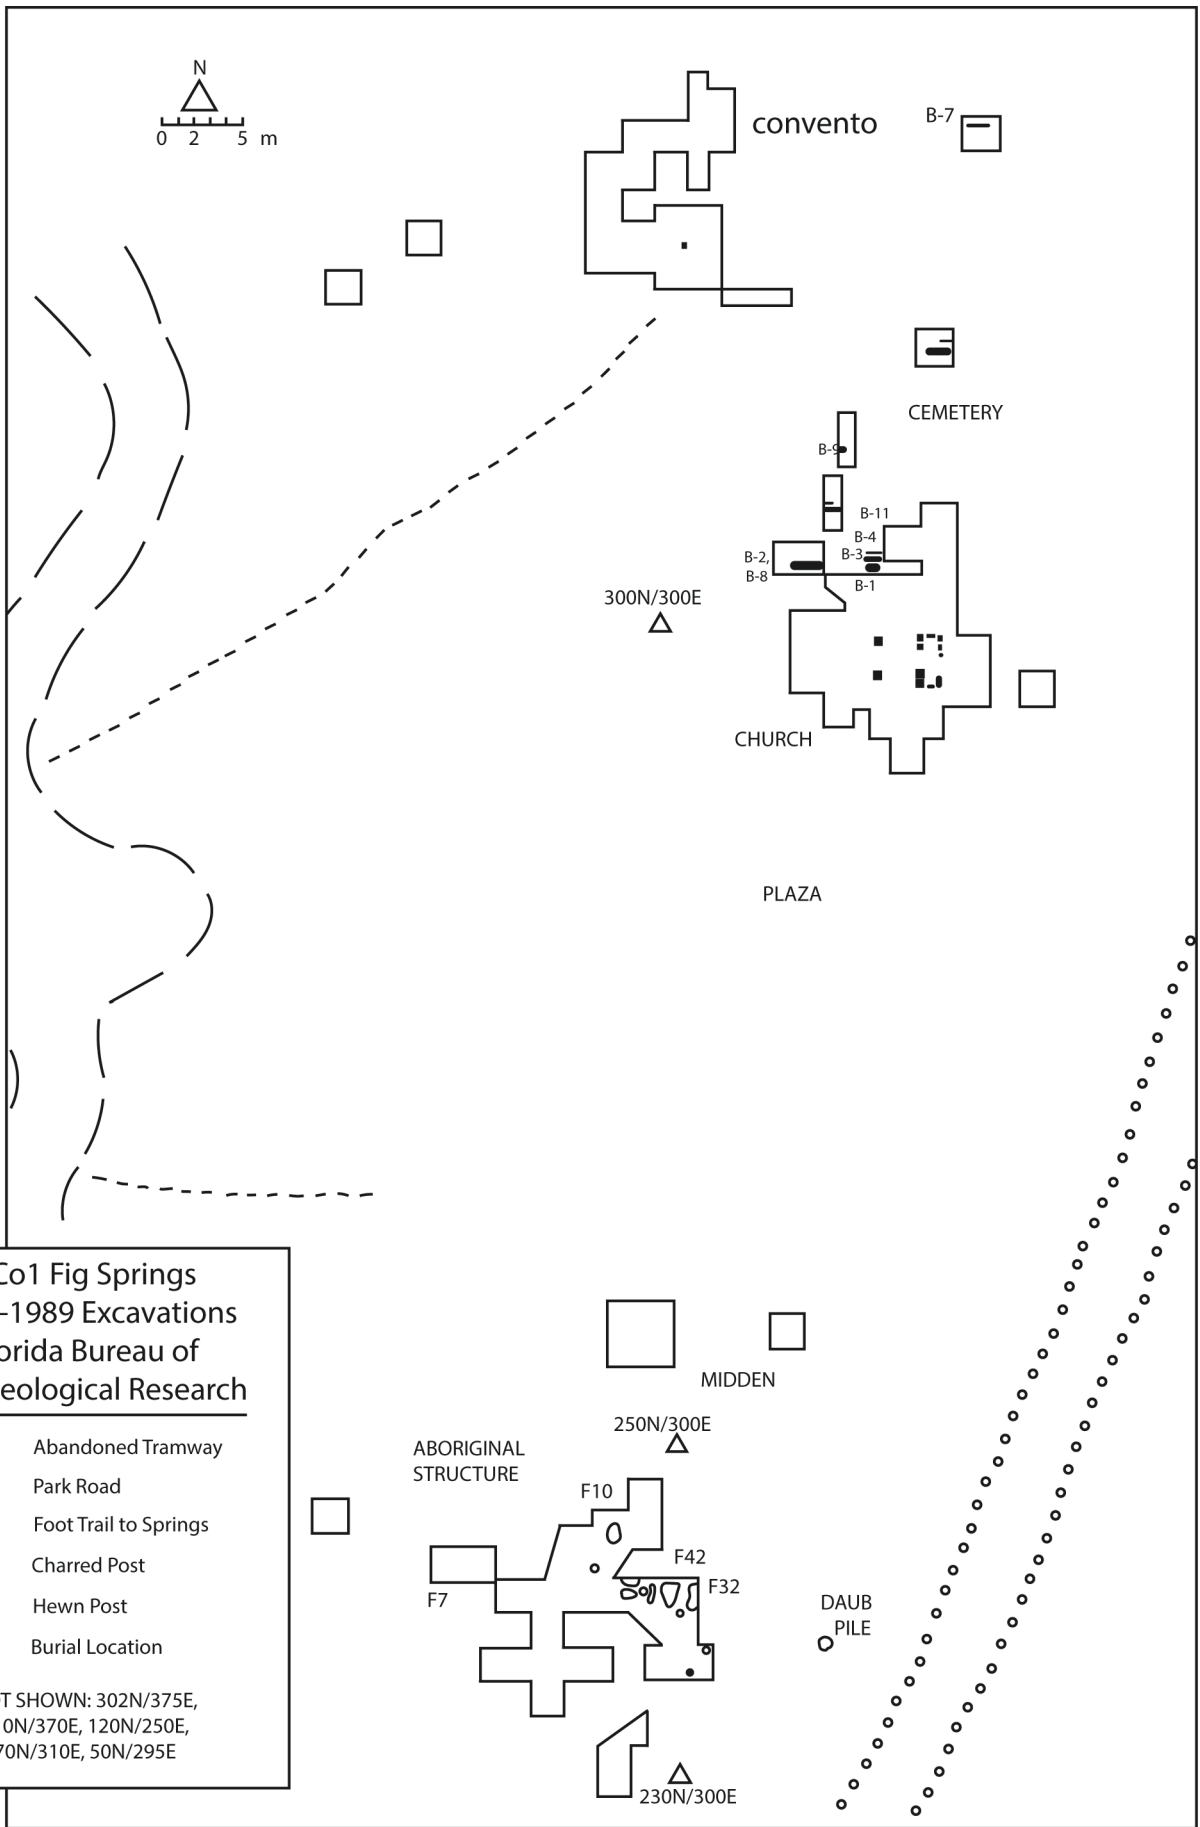 N
0 2 5 m
convento
B-7
CEMETERY
B-9
B-11
B-4
B-3
B-2,
B-8
B-1
300N/300E
CHURCH
PLAZA
Co1 Fig Springs
-1989 Excavations
orida Bureau of
eological Research
Abandoned Tramway
Park Road
Foot Trail to Springs
Charred Post
Hewn Post
Burial Location
T SHOWN: 302N/375E,
0N/370E, 120N/250E,
70N/310E, 50N/295E
MIDDEN
250N/300E
ABORIGINAL
STRUCTURE
F10
F42
F32
F7
DAUB
PILE
230N/300E